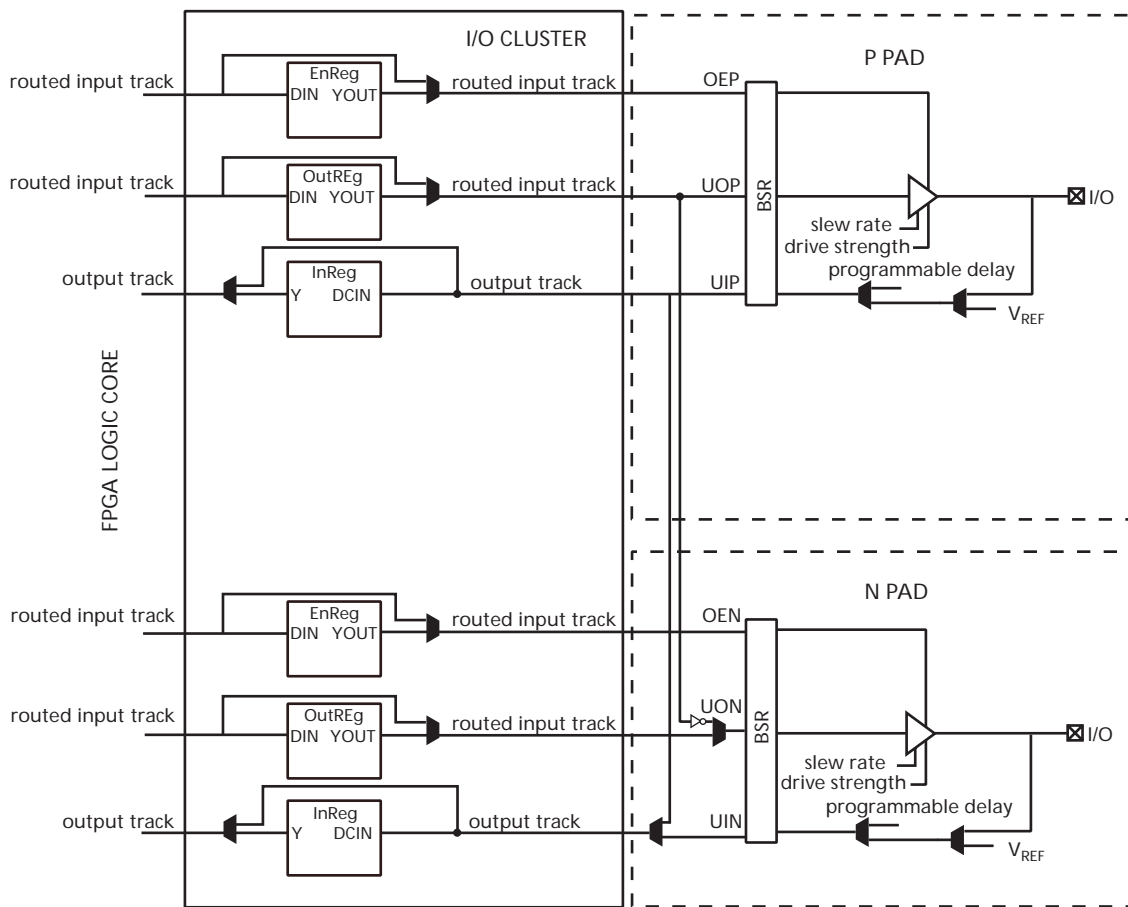 I/O CLUSTER
P PAD
routed input track
EnReg
DIN YOUT
routed input track
OEP
routed input track
OutREg
DIN YOUT
routed input track
UOP
BSR
I/O
slew rate
drive strength
output track
InReg
Y DCIN
output track
UIP
programmable delay
VREF
FPGA LOGIC CORE
N PAD
routed input track
EnReg
DIN YOUT
routed input track
OEN
routed input track
OutREg
DIN YOUT
routed input track
UON
BSR
I/O
slew rate
drive strength
output track
InReg
Y DCIN
output track
UIN
programmable delay
VREF